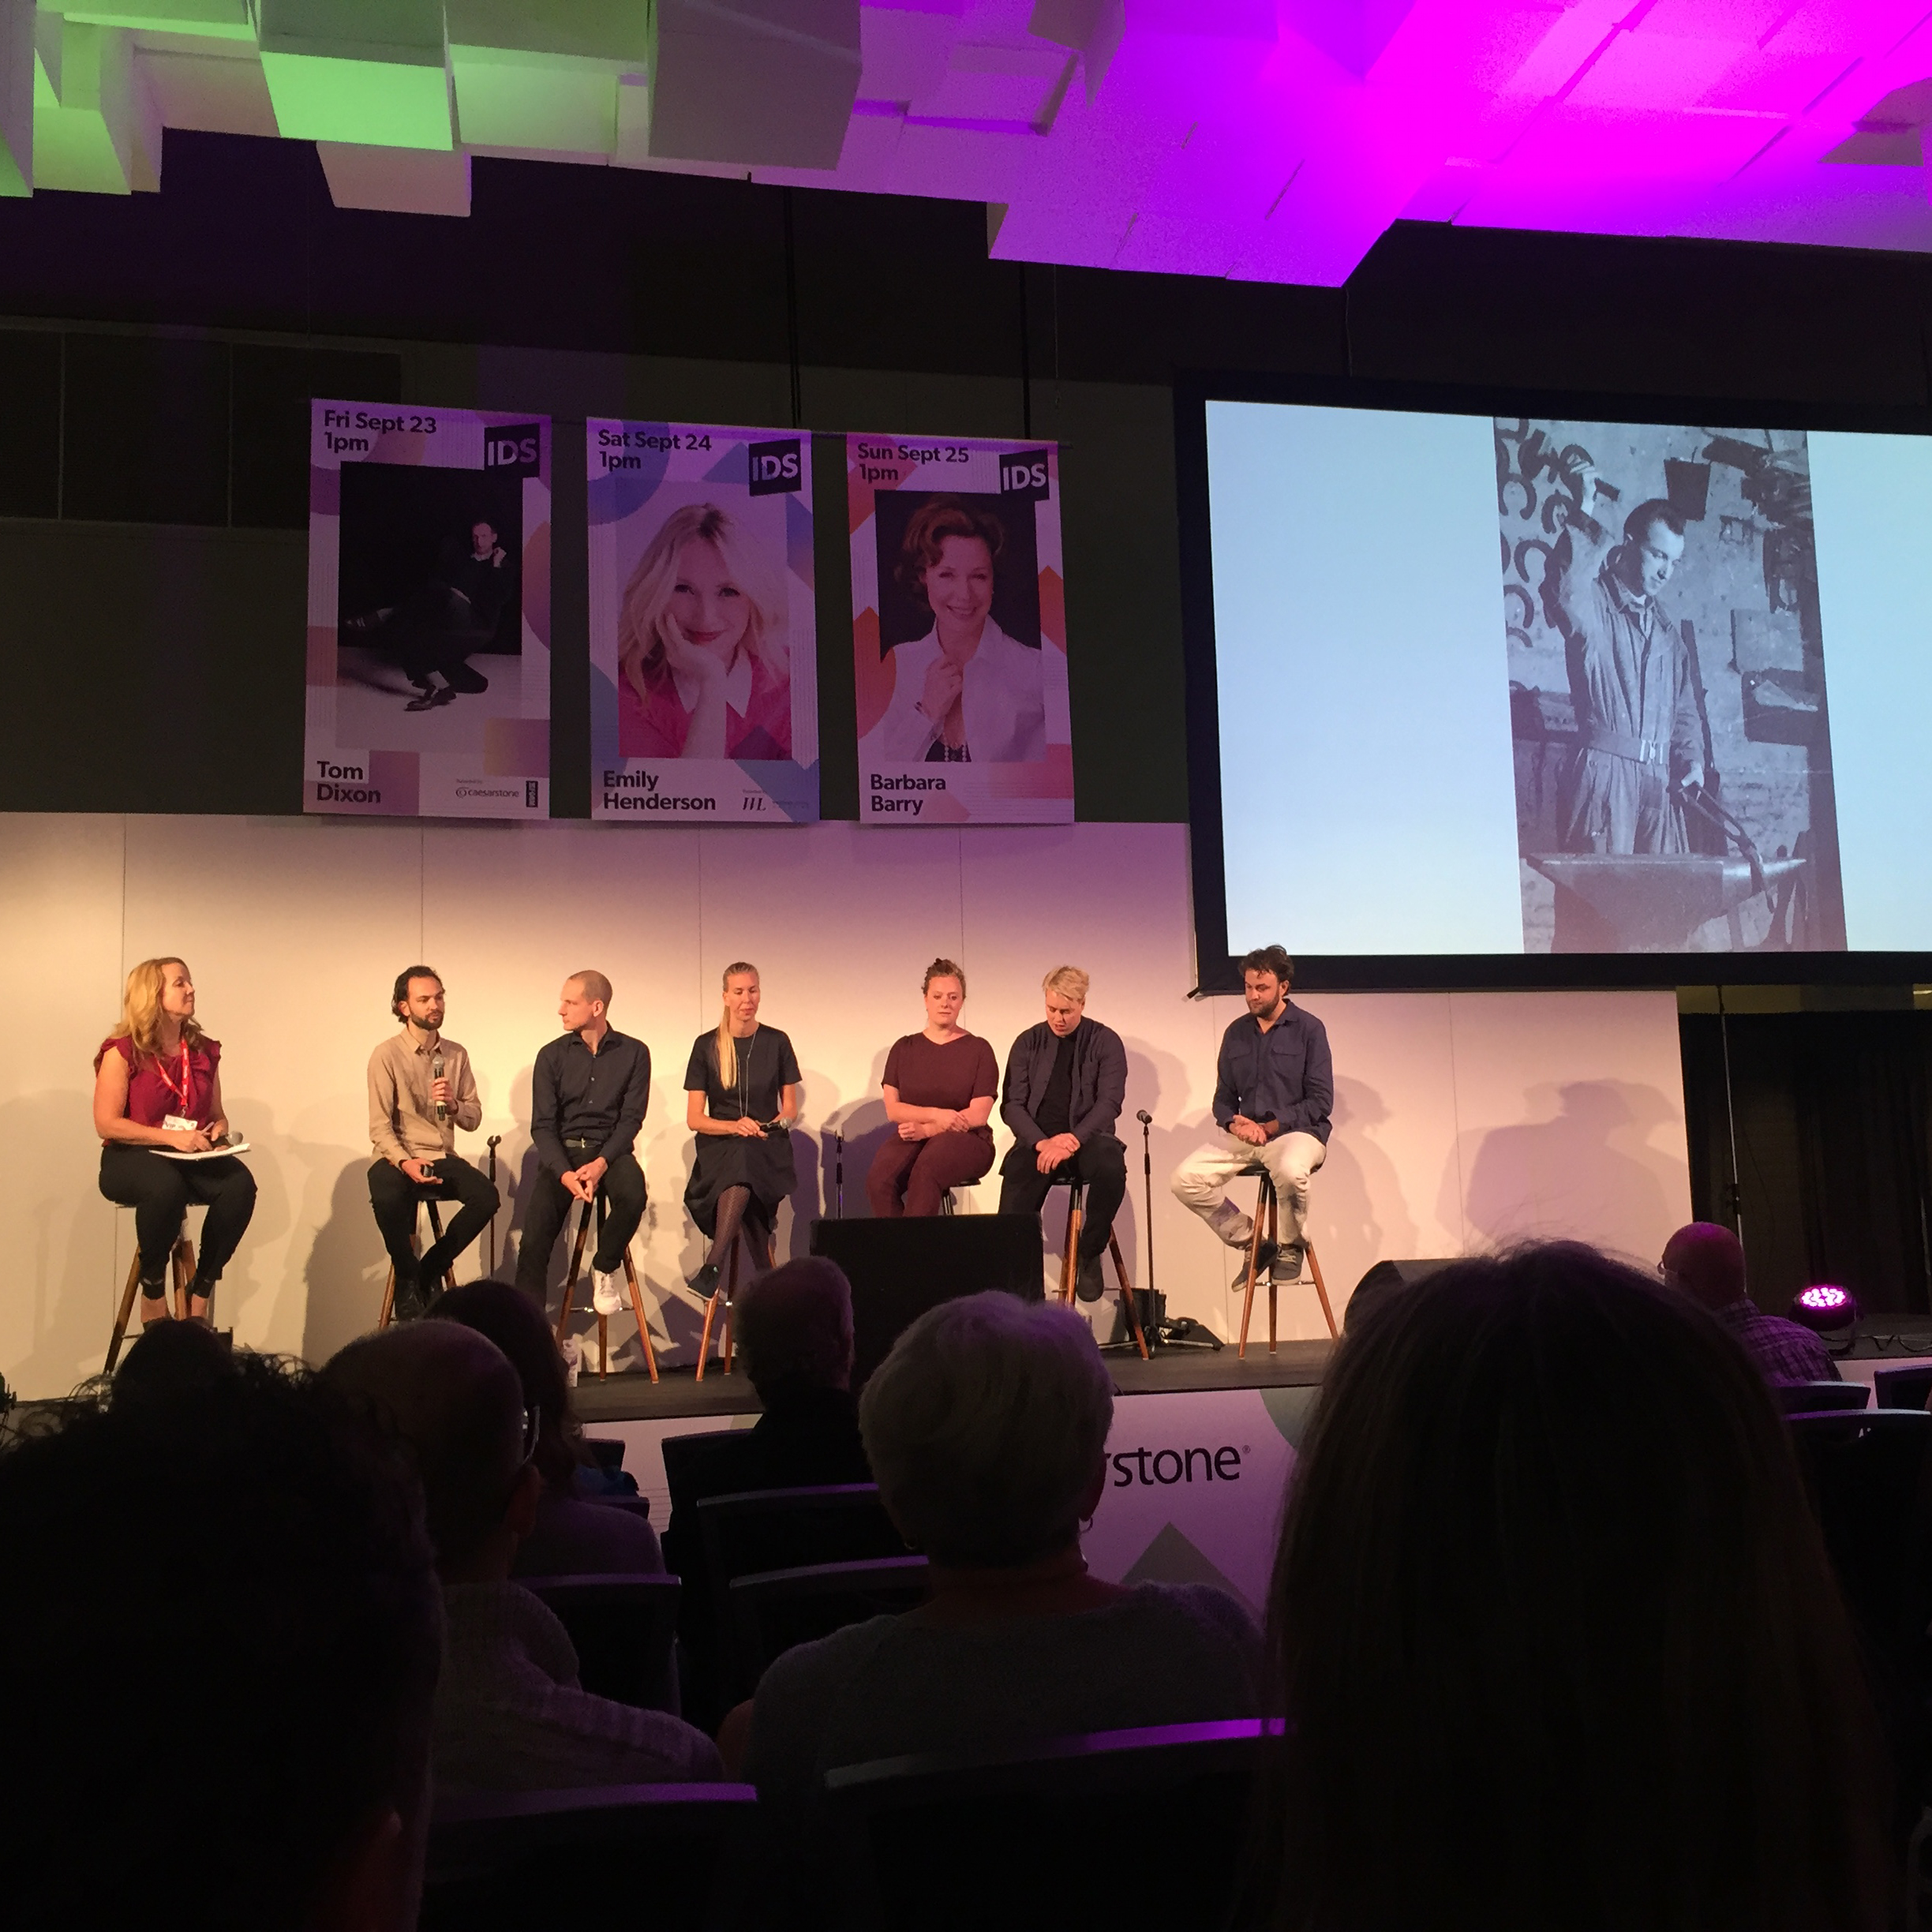 Fri Sept 23
1pm
IDS
Tom
Dixon
caesarstone
Sat Sept 24
1pm
IDS
Emily
Henderson
Sun Sept 25
1pm
IDS
Barbara
Barry
rstone®